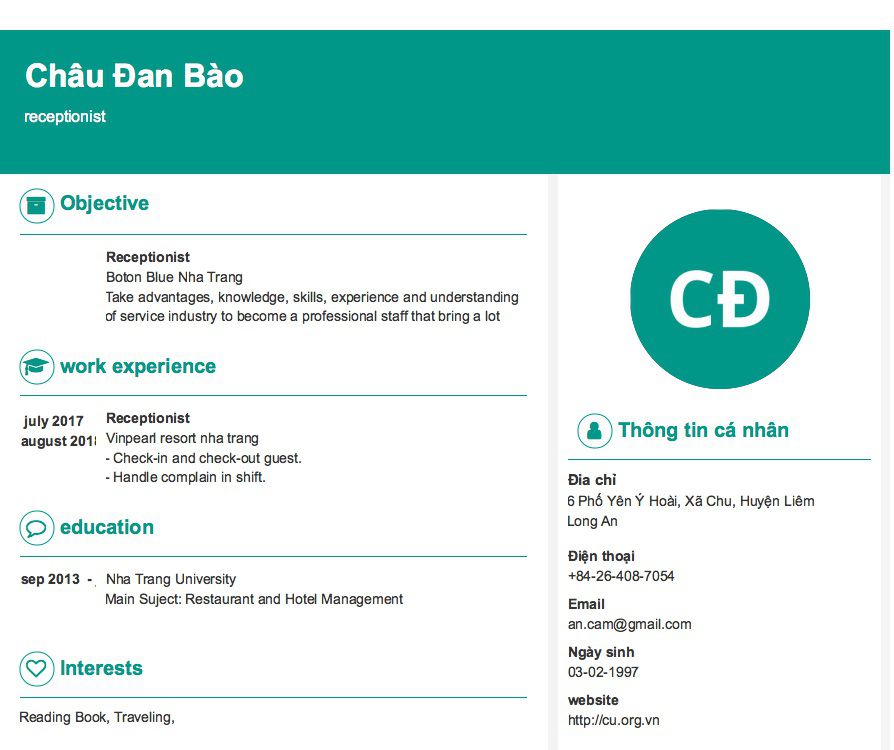 Châu Đan Bào
receptionist
Objective
Receptionist
Boton Blue Nha Trang
Take advantages, knowledge, skills, experience and understanding
of service industry to become a professional staff that bring a lot
work experience
july 2017
august 201
Receptionist
Vinpearl resort nha trang
- Check-in and check-out guest.
- Handle complain in shift.
education
sep 2013 -
Nha Trang University
Main Suject: Restaurant and Hotel Management
Interests
Reading Book, Traveling,
CĐ
Thông tin cá nhân
Đia chỉ
6 Phố Yên Ý Hoài, Xã Chu, Huyện Liêm
Long An
Điện thoại
+84-26-408-7054
Email
an.cam@gmail.com
Ngày sinh
03-02-1997
website
http://cu.org.vn